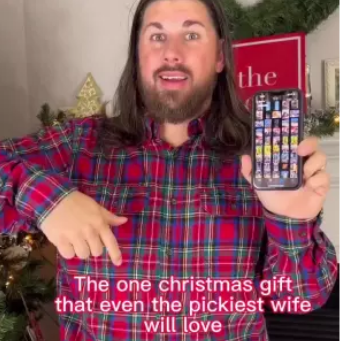 the
The one christmas gift
that even the pickiest wife
will love